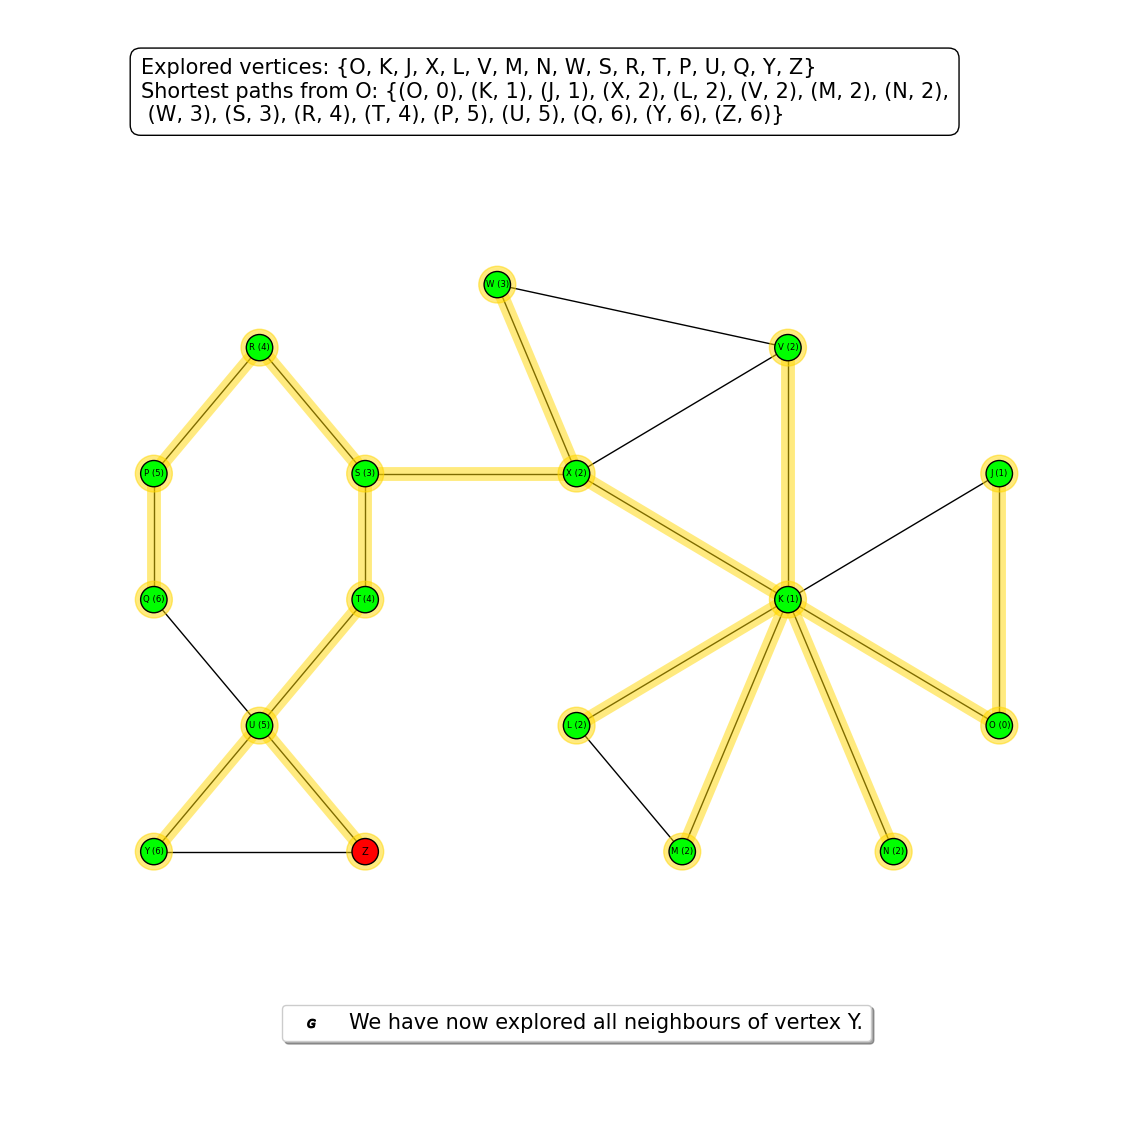 Explored vertices: {O, K, J, X, L, V, M, N, W, S, R, T, P, U, Q, Y, Z}
Shortest paths from O: {(O, 0), (K, 1), (J, 1), (X, 2), (L, 2), (V, 2), (M, 2), (N, 2),
(W, 3), (S, 3), (R, 4), (T, 4), (P, 5), (U, 5), (Q, 6), (Y, 6), (Z, 6)}
W (3)
R (4)
V (2)
P (5)
S (3)
X (2)
J (1)
Q (6)
T (4)
K (1)
U (5)
L (2)
O (0)
Y (6)
Z
M (2)
N (2)
G We have now explored all neighbours of vertex Y.